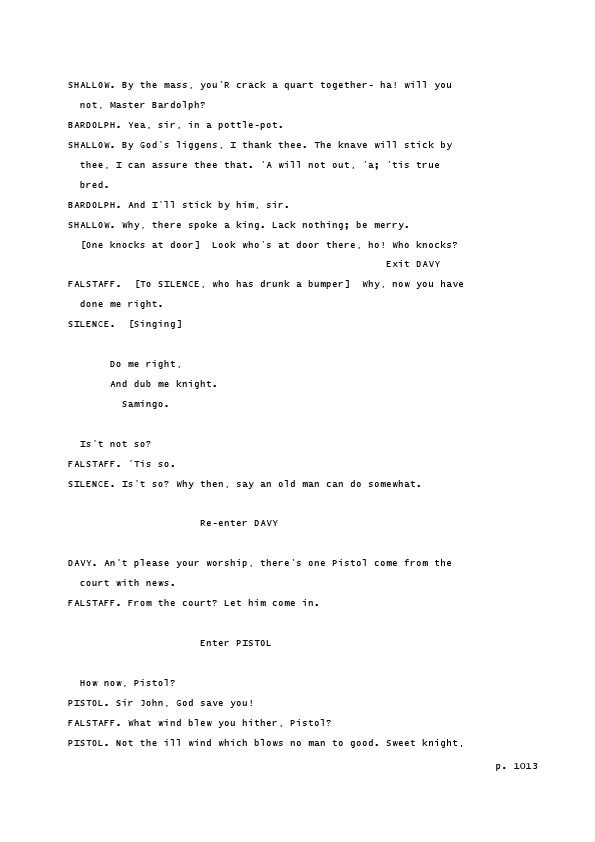 SHALLOW. By the mass, you'R crack a quart together- ha! will you
not, Master Bardolph?
BARDOLPH. Yea, sir, in a pottle-pot.
SHALLOW. By God's liggens, I thank thee. The knave will stick by
thee, I can assure thee that. 'A will not out, 'a; 'tis true
bred.
BARDOLPH. And I'll stick by him, sir.
SHALLOW. Why, there spoke a king. Lack nothing; be merry.
[One knocks at door] Look who's at door there, ho! Who knocks?
Exit DAVY
FALSTAFF. [To SILENCE, who has drunk a bumper] Why, now you have
done me right.
SILENCE. [Singing]
Do me right,
And dub me knight.
Samingo.
Is't not so?
FALSTAFF. 'Tis so.
SILENCE. Is't so? Why then, say an old man can do somewhat.
Re-enter DAVY
DAVY. An't please your worship, there's one Pistol come from the
court with news.
FALSTAFF. From the court? Let him come in.
Enter PISTOL
How now, Pistol?
PISTOL. Sir John, God save you!
FALSTAFF. What wind blew you hither, Pistol?
PISTOL. Not the ill wind which blows no man to good. Sweet knight,
p. 1013